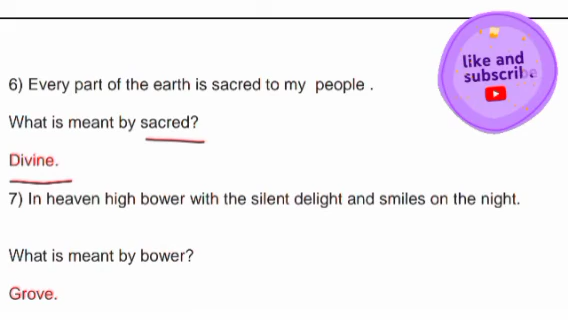 like and
subscribe
6) Every part of the earth is sacred to my people .
What is meant by sacred?
Divine.
7) In heaven high bower with the silent delight and smiles on the night.
What is meant by bower?
Grove.